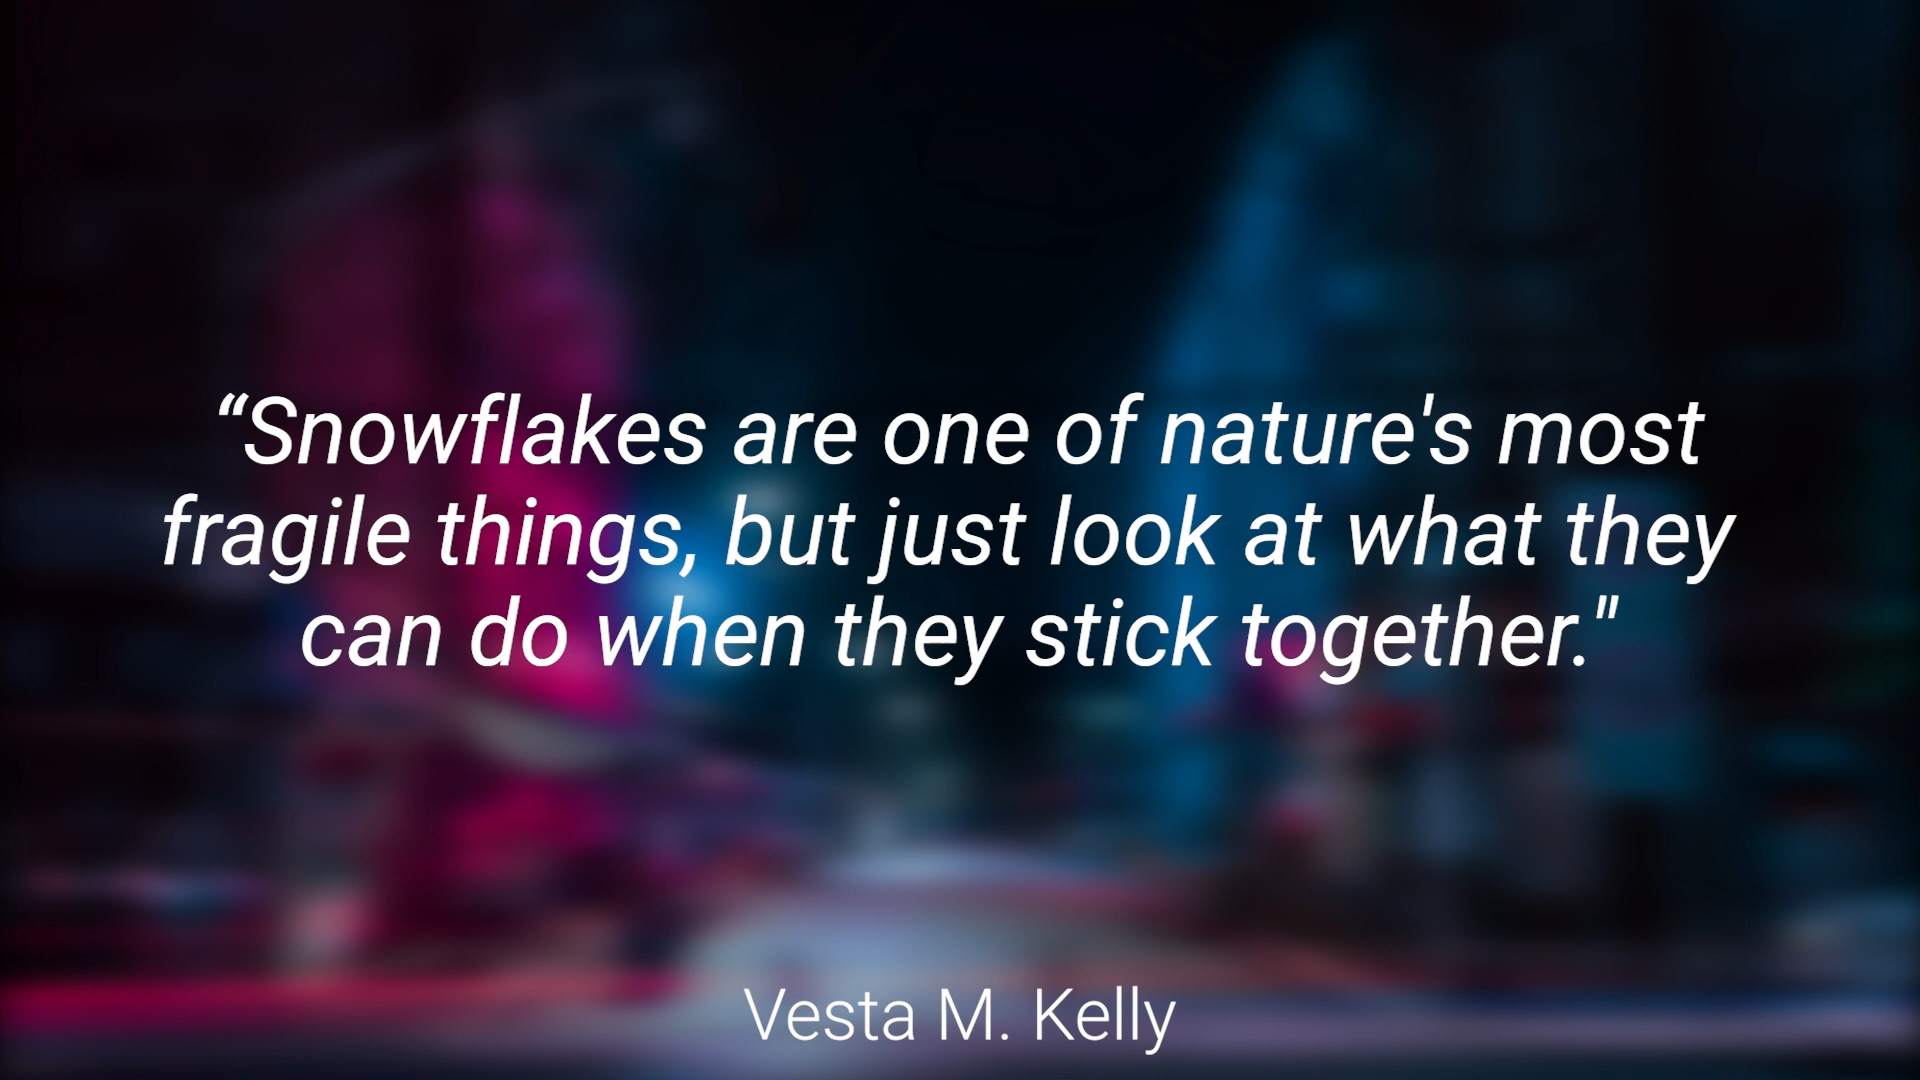 “Snowflakes are one of nature's most
fragile things, but just look at what they
can do when they stick together."
Vesta M. Kelly